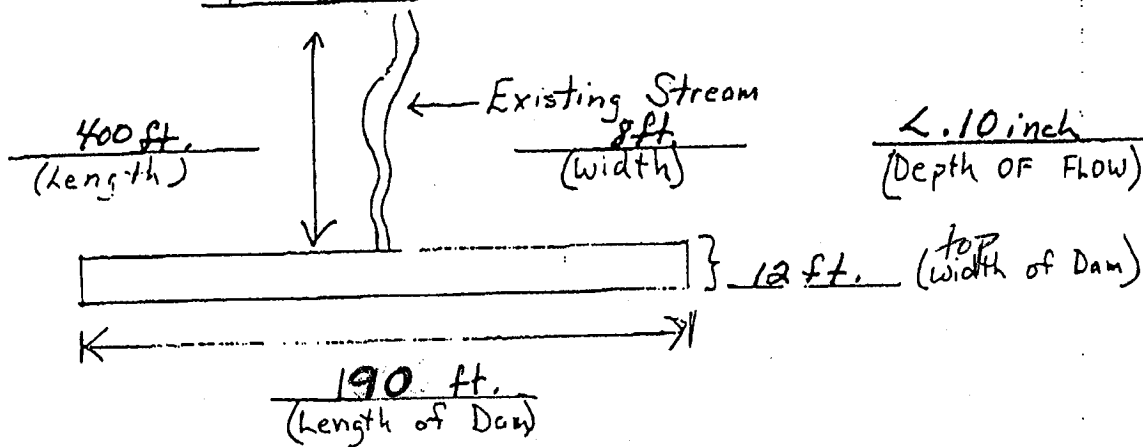 Existing Stream
400 ft.
(Length)
8ft.
(width)
<.10 inch
(Depth OF FLOW)
12 ft. (top width of Dam)
190 ft.
(Length of Dam)